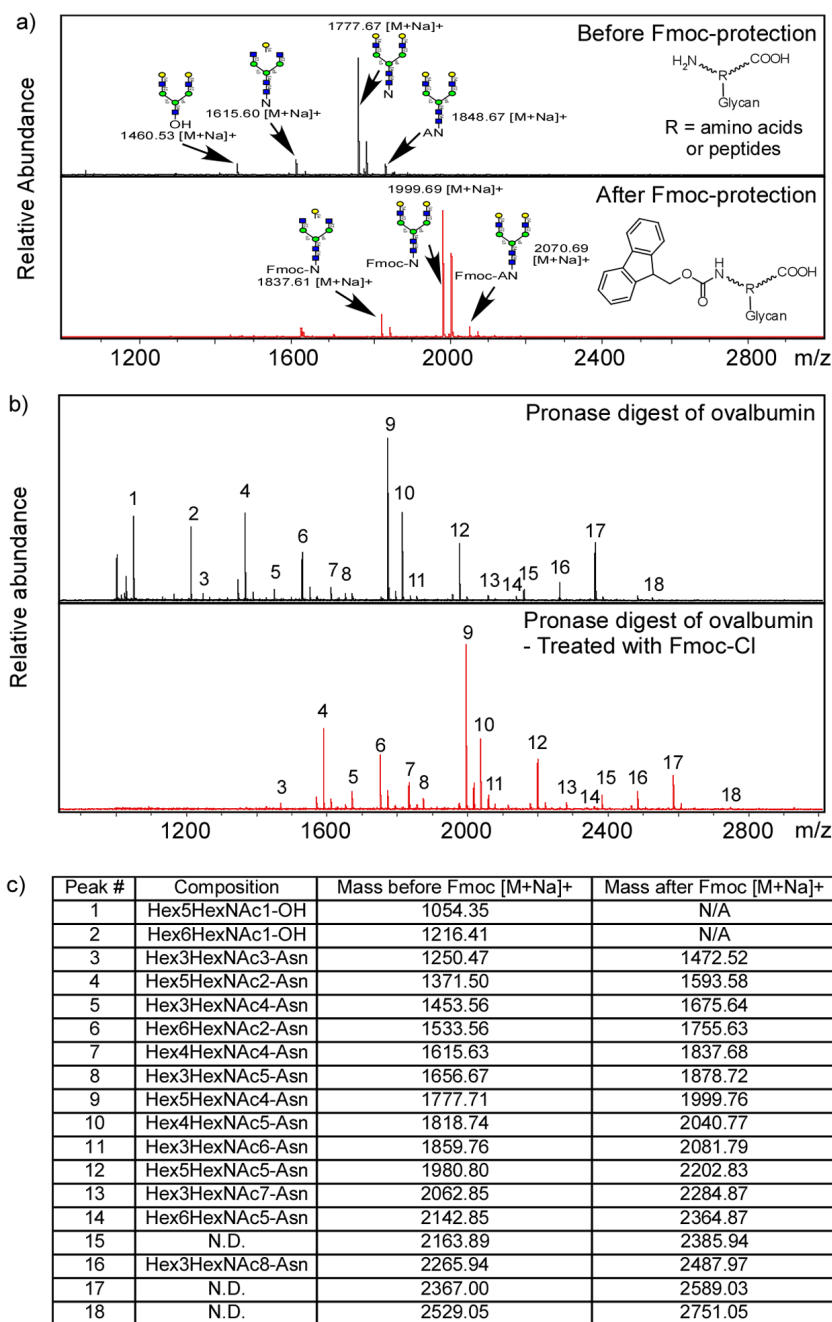 a)
Relative Abundance
Before Fmoc-protection
1777.67 [M+Na]+
1615.60 [M+Na]+
1460.53 [M+Na]+
1848.67 [M+Na]+
OH
N
N
AN
H₂N
COOH
R
Glycan
R = amino acids
or peptides
After Fmoc-protection
1999.69 [M+Na]+
Fmoc-N
1837.61 [M+Na]+
Fmoc-N
Fmoc-AN
2070.69
[M+Na]+
O
O
NH
R
COOH
Glycan
1200 1600 2000 2400 2800 m/z
b)
Relative abundance
Pronase digest of ovalbumin
1 2 3 4 5 6 7 8 9 10 11 12 13 14 15 16 17 18
Pronase digest of ovalbumin
- Treated with Fmoc-Cl
3 4 5 6 7 8 9 10 11 12 13 14 15 16 17 18
1200 1600 2000 2400 2800 m/z
c)
Peak # Composition Mass before Fmoc [M+Na]+ Mass after Fmoc [M+Na]+
1 Hex5HexNAc1-OH 1054.35 N/A
2 Hex6HexNAc1-OH 1216.41 N/A
3 Hex3HexNAc3-Asn 1250.47 1472.52
4 Hex5HexNAc2-Asn 1371.50 1593.58
5 Hex3HexNAc4-Asn 1453.56 1675.64
6 Hex6HexNAc2-Asn 1533.56 1755.63
7 Hex4HexNAc4-Asn 1615.63 1837.68
8 Hex3HexNAc5-Asn 1656.67 1878.72
9 Hex5HexNAc4-Asn 1777.71 1999.76
10 Hex4HexNAc5-Asn 1818.74 2040.77
11 Hex3HexNAc6-Asn 1859.76 2081.79
12 Hex5HexNAc5-Asn 1980.80 2202.83
13 Hex3HexNAc7-Asn 2062.85 2284.87
14 Hex6HexNAc5-Asn 2142.85 2364.87
15 N.D. 2163.89 2385.94
16 Hex3HexNAc8-Asn 2265.94 2487.97
17 N.D. 2367.00 2589.03
18 N.D. 2529.05 2751.05